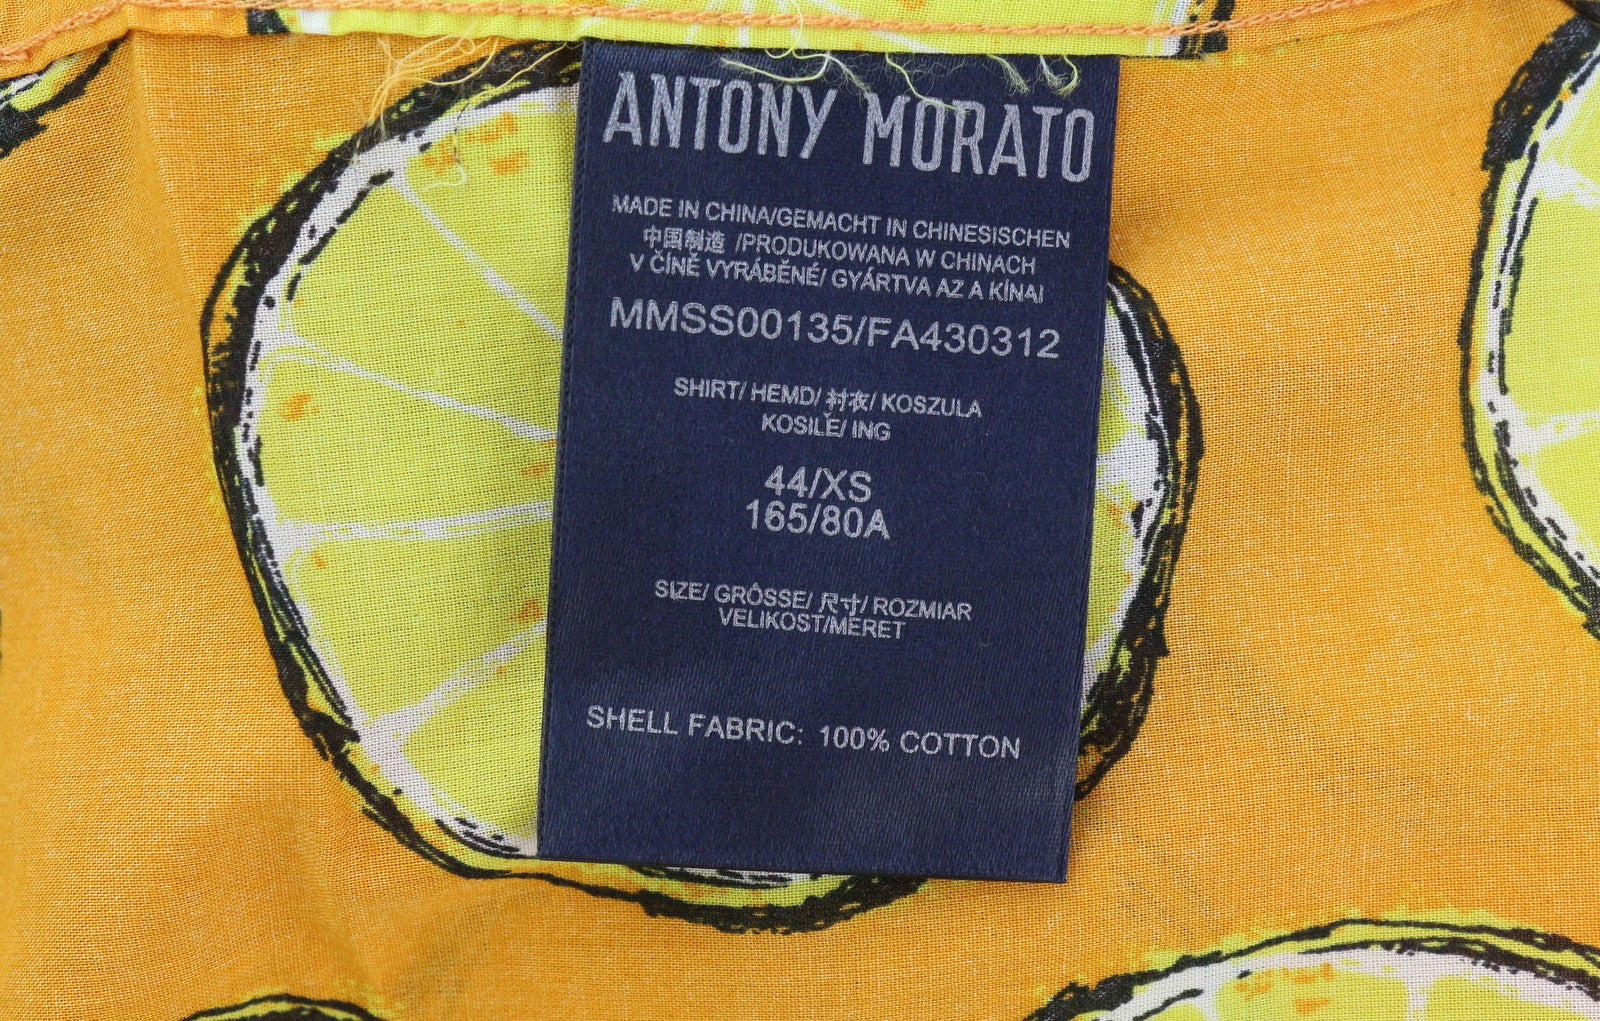 ANTONY MORATO
MADE IN CHINA/GEMACHT IN CHINESISCHEN
中国制造 /PRODUKOWANA W CHINACH
V ČÍNĚ VYRÁBĚNÉ/ GYÁRTVA AZ A KÍNAI
MMSS00135/FA430312
SHIRT/ HEMD/ 衬衣/ KOSZULA
KOSILĚ/ ING
44/XS
165/80A
SIZE/ GRÔSSE/ 尺寸/ ROZMIAR
VELIKOST/MÉRET
SHELL FABRIC: 100% COTTON